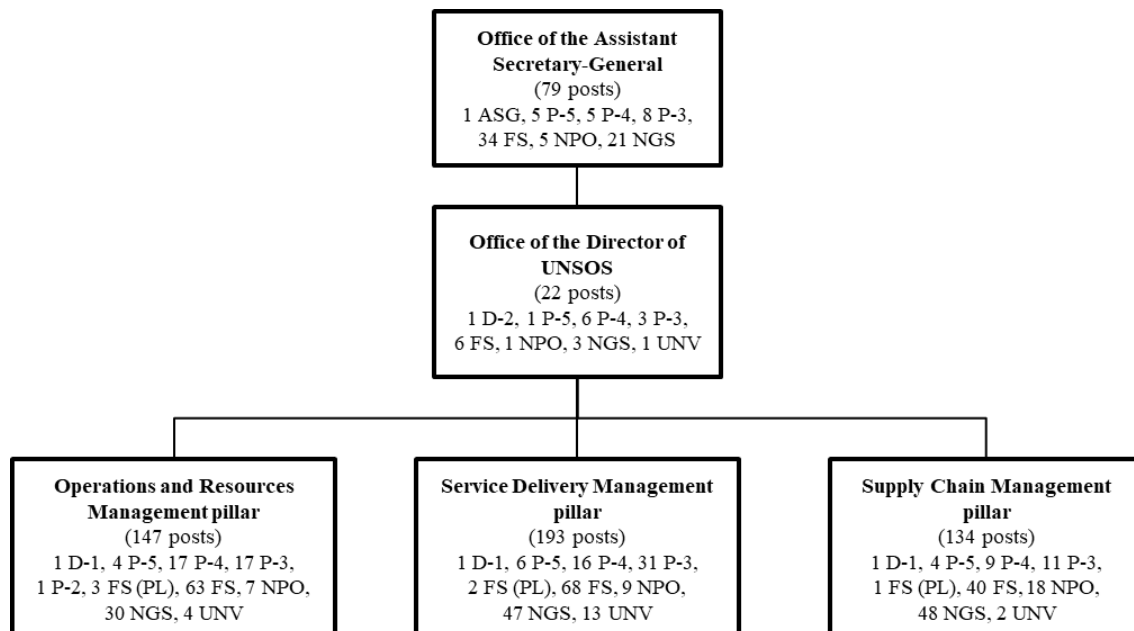 Office of the Assistant
Secretary-General
(79 posts)
1 ASG, 5 P-5, 5 P-4, 8 P-3,
34 FS, 5 NPO, 21 NGS
Office of the Director of
UNSOS
(22 posts)
1 D-2, 1 P-5, 6 P-4, 3 P-3,
6 FS, 1 NPO, 3 NGS, 1 UNV
Operations and Resources
Management pillar
(147 posts)
1 D-1, 4 P-5, 17 P-4, 17 P-3,
1 P-2, 3 FS (PL), 63 FS, 7 NPO,
30 NGS, 4 UNV
Service Delivery Management
pillar
(193 posts)
1 D-1, 6 P-5, 16 P-4, 31 P-3,
2 FS (PL), 68 FS, 9 NPO,
47 NGS, 13 UNV
Supply Chain Management
pillar
(134 posts)
1 D-1, 4 P-5, 9 P-4, 11 P-3,
1 FS (PL), 40 FS, 18 NPO,
48 NGS, 2 UNV